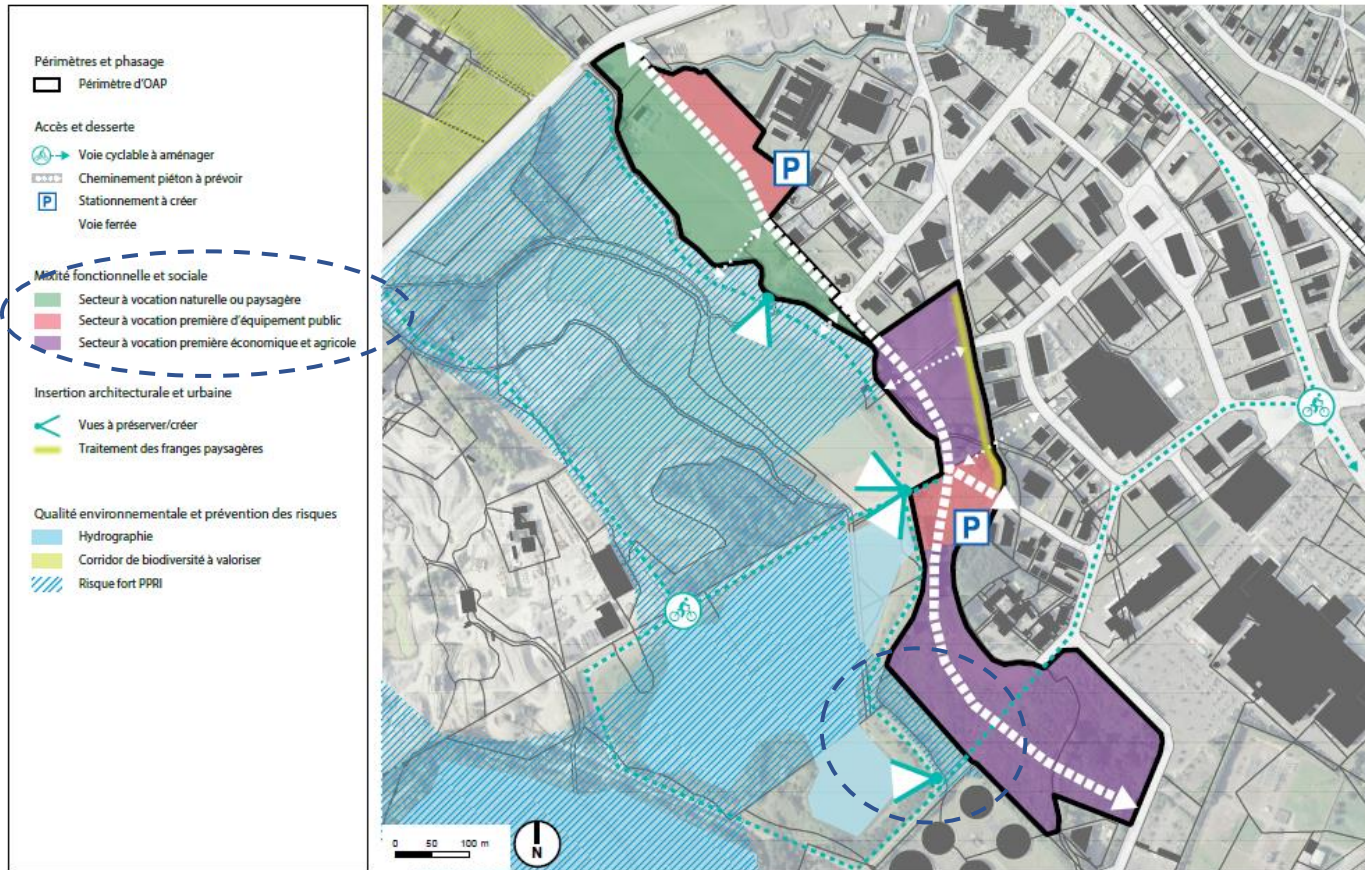 Périmètres et phasage
Périmètre d'OAP
Accès et desserte
Voie cyclable à aménager
Cheminement piéton à prévoir
P Stationnement à créer
Voie ferrée
Mixité fonctionnelle et sociale
Secteur à vocation naturelle ou paysagère
Secteur à vocation première d'équipement public
Secteur à vocation première économique et agricole
Insertion architecturale et urbaine
Vues à préserver/créer
Traitement des franges paysagères
Qualité environnementale et prévention des risques
Hydrographie
Corridor de biodiversité à valoriser
Risque fort PPRI
P
P
0 50 100 m
N